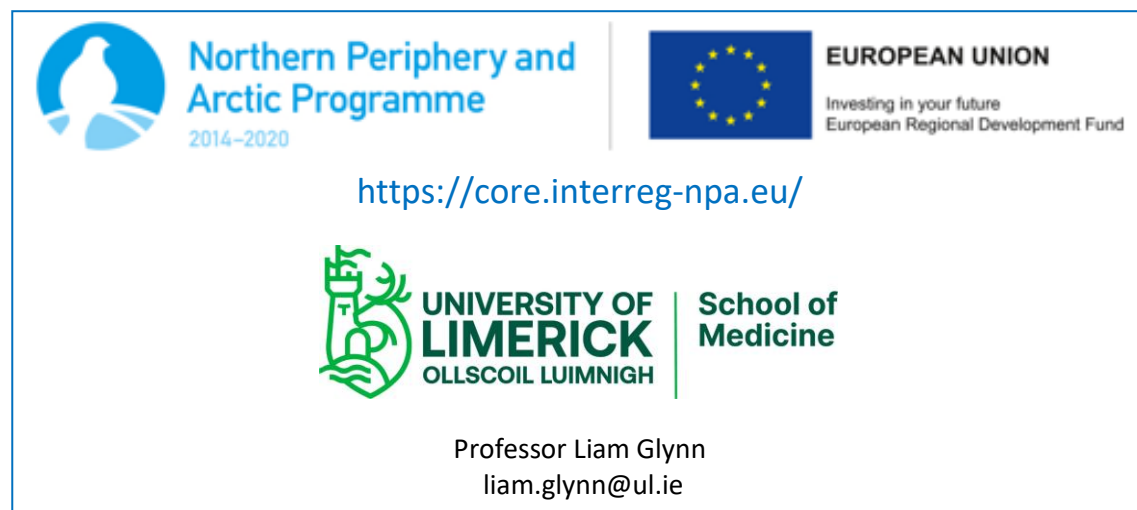 Northern Periphery and
Arctic Programme
2014–2020
EUROPEAN UNION
Investing in your future
European Regional Development Fund
https://core.interreg-npa.eu/
UNIVERSITY OF
LIMERICK
OLLSCOIL LUIMNIGH
School of
Medicine
Professor Liam Glynn
liam.glynn@ul.ie